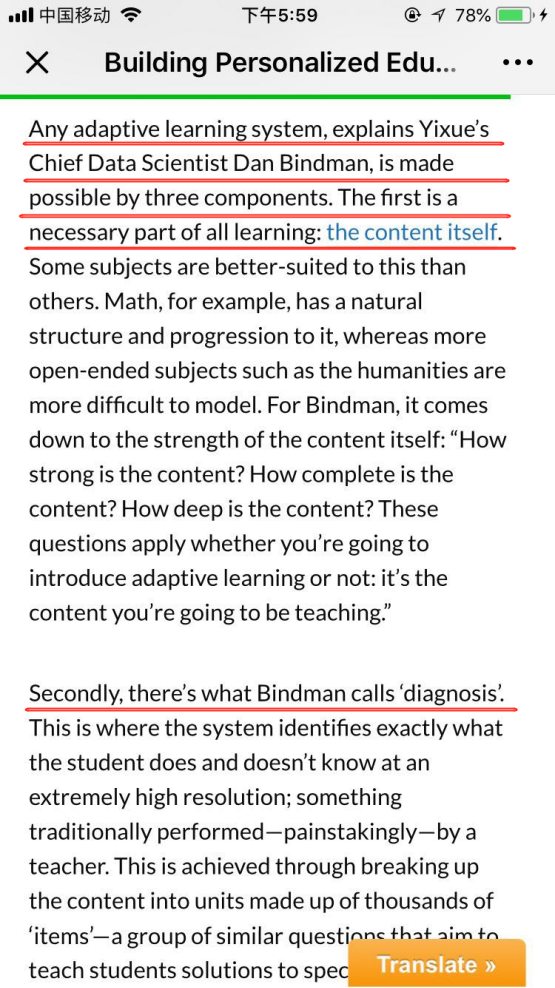 中国移动 下午5:59 78%
Building Personalized Edu...
Any adaptive learning system, explains Yixue’s
Chief Data Scientist Dan Bindman, is made
possible by three components. The first is a
necessary part of all learning: the content itself.
Some subjects are better-suited to this than
others. Math, for example, has a natural
structure and progression to it, whereas more
open-ended subjects such as the humanities are
more difficult to model. For Bindman, it comes
down to the strength of the content itself: “How
strong is the content? How complete is the
content? How deep is the content? These
questions apply whether you’re going to
introduce adaptive learning or not: it’s the
content you’re going to be teaching.”
Secondly, there’s what Bindman calls ‘diagnosis’.
This is where the system identifies exactly what
the student does and doesn’t know at an
extremely high resolution; something
traditionally performed—painstakingly—by a
teacher. This is achieved through breaking up
the content into units made up of thousands of
‘items’—a group of similar questions that aim to
teach students solutions to spec
Translate »